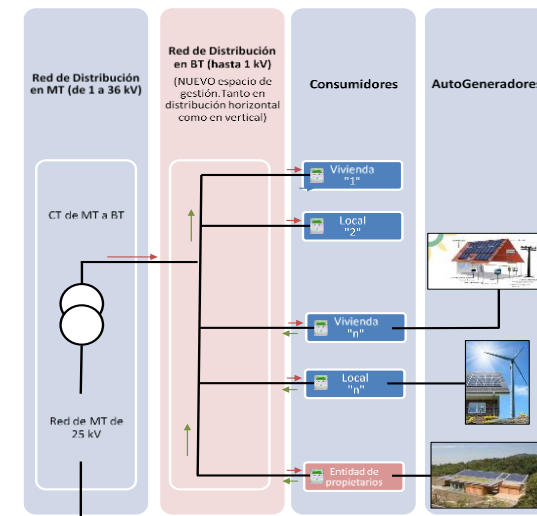 Red de Distribución
en MT (de 1 a 36 kV)
Red de Distribución
en BT (hasta 1 kV)
(NUEVO espacio de
gestión.Tanto en
distribución horizontal
como en vertical)
Consumidores
AutoGeneradores
CT de MT a BT
Red de MT de
25 kV
Vivienda
"1"
Local
"2"
Vivienda
"n"
Local
"n"
Entidad de
propietarios